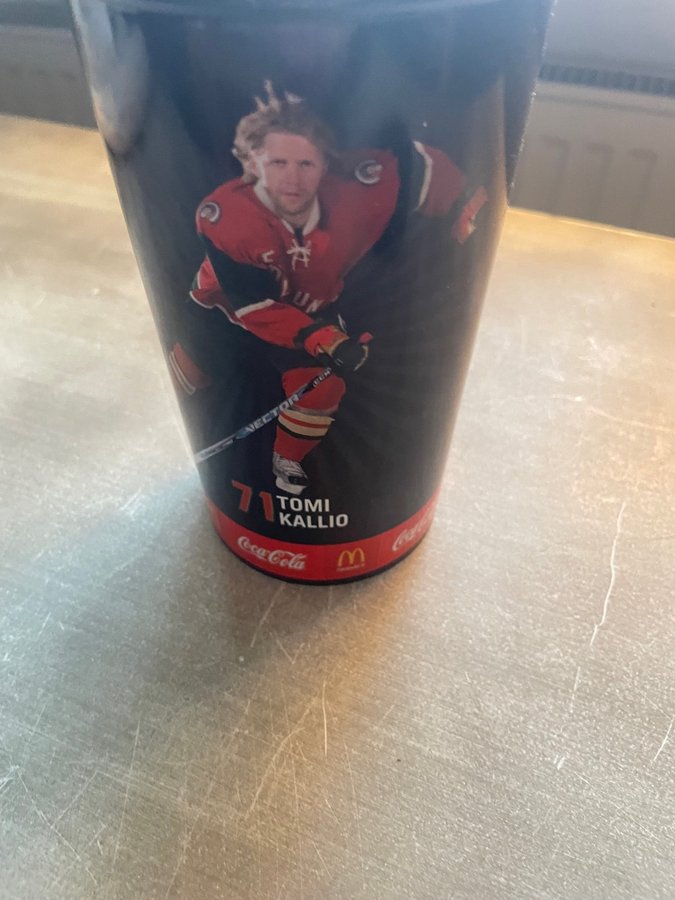 VECTOR
71 TOMI
KALLIO
Coca-Cola
Coca-Cola